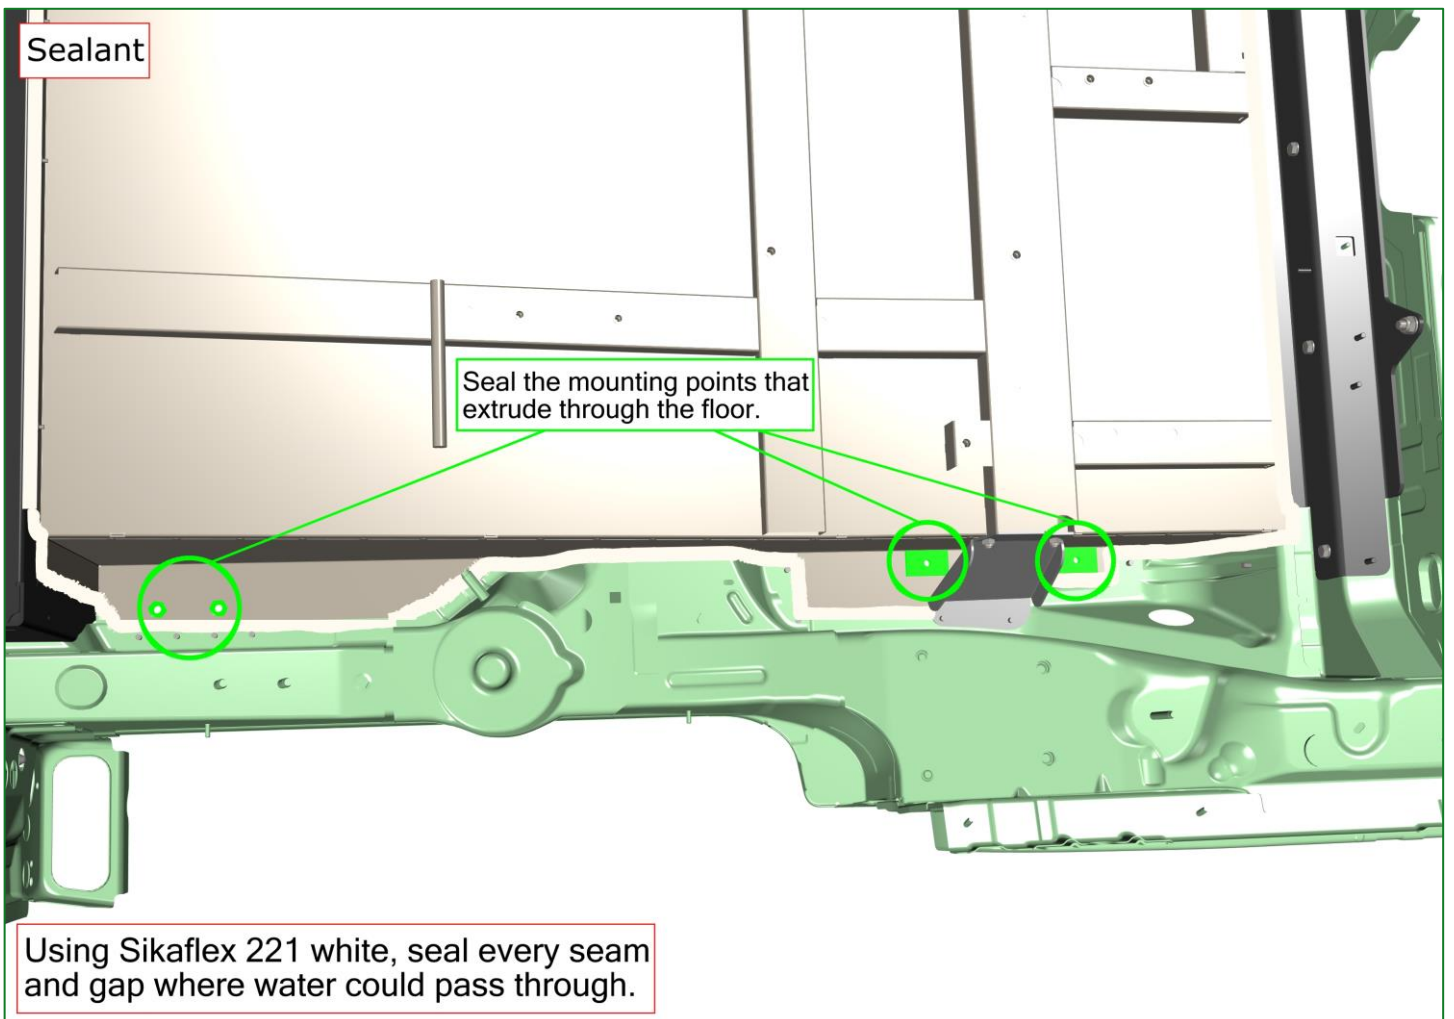 Sealant
Seal the mounting points that
extrude through the floor.
Using Sikaflex 221 white, seal every seam
and gap where water could pass through.